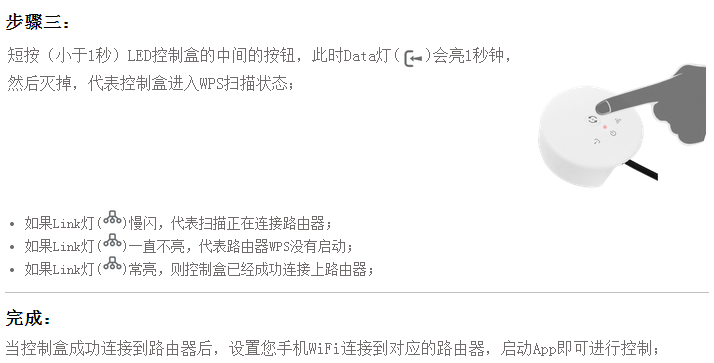 步骤三：
短按（小于1秒）LED控制盒的中间的按钮，此时Data灯( )会亮1秒钟，
然后灭掉，代表控制盒进入WPS扫描状态；
• 如果Link灯( )慢闪，代表扫描正在连接路由器；
• 如果Link灯( )一直不亮，代表路由器WPS没有启动；
• 如果Link灯( )常亮，则控制盒已经成功连接上路由器；
完成：
当控制盒成功连接到路由器后，设置您手机WiFi连接到对应的路由器，启动App即可进行控制；